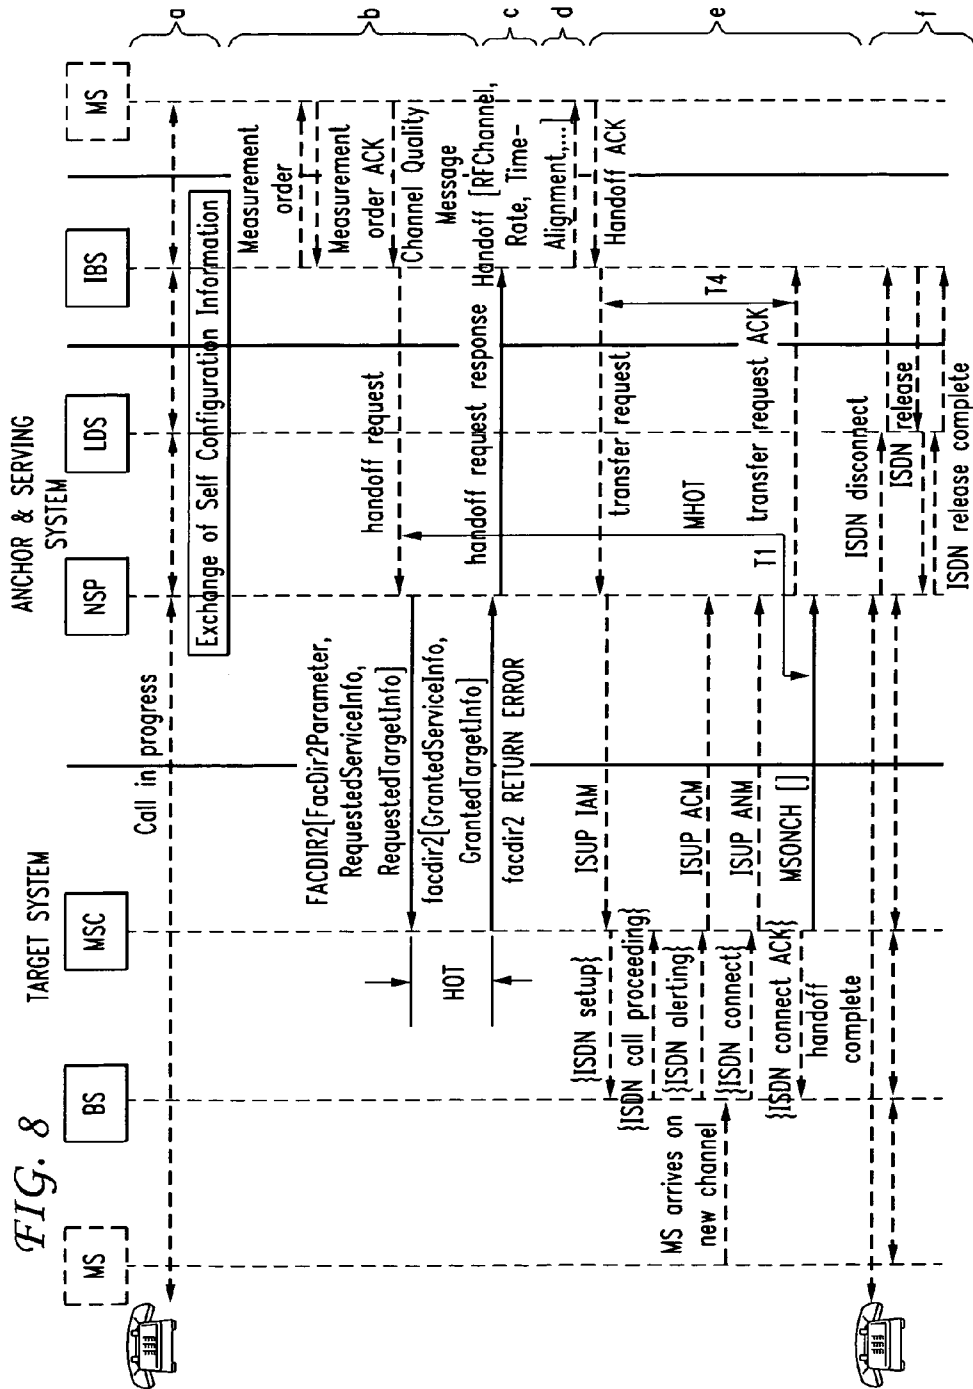 FIG. 8
TARGET SYSTEM
ANCHOR & SERVING
SYSTEM
MS
BS
MSC
NSP
LDS
IBS
MS
Call in progress
a
Exchange of Self Configuration Information
Measurement
order
Measurement
order ACK
Channel Quality
Message
b
handoff request
FACDIR2[FacDir2Parameter,
RequestedServiceInfo,
RequestedTargetInfo]
HOT
facdir2[GrantedServiceInfo,
GrantedTargetInfo]
facdir2 RETURN ERROR
handoff request response
c
Handoff [RFChannel,
Rate, Time-
Alignment,...]
d
Handoff ACK
transfer request
ISUP IAM
{ISDN setup}
{ISDN call proceeding}
{ISDN alerting}
ISUP ACM
MS arrives on
new channel
{ISDN connect}
ISUP ANM
{ISDN connect ACK}
MSONCH []
T1
MHOT
T4
transfer request ACK
e
handoff
complete
ISDN disconnect
ISDN release
ISDN release complete
f